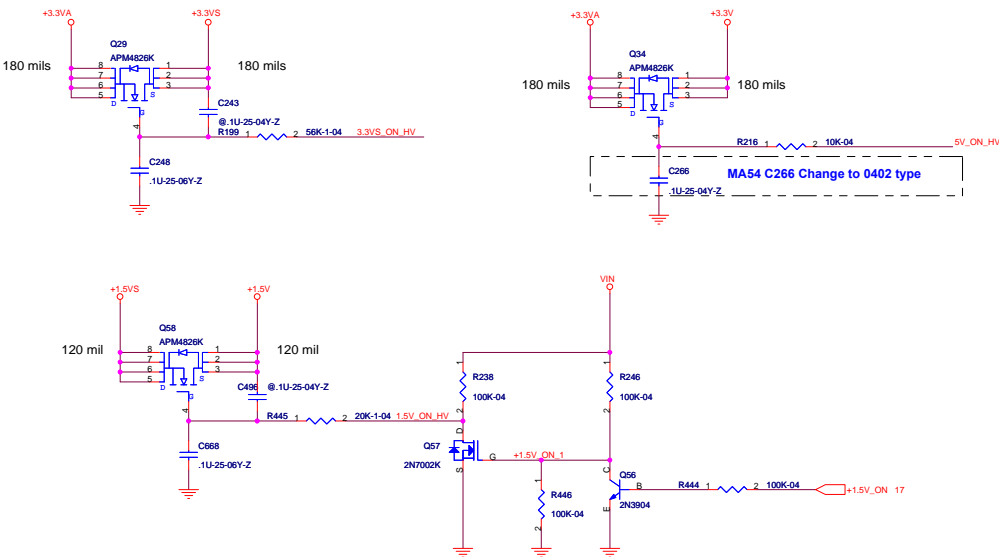 +3.3VA
+3.3VS
Q29
APM4826K
180 mils
180 mils
8
7
6
5
D
1
2
3
S
G
4
C243
@.1U-25-04Y-Z
R199
1
2
56K-1-04
3.3VS_ON_HV
C248
.1U-25-06Y-Z
+3.3VA
+3.3V
Q34
APM4826K
180 mils
180 mils
8
7
6
5
D
1
2
3
S
G
4
R216
1
2
10K-04
5V_ON_HV
C266
.1U-25-04Y-Z
MA54 C266 Change to 0402 type
+1.5VS
+1.5V
Q58
APM4826K
120 mil
120 mil
8
7
6
5
D
1
2
3
S
G
4
C496
@.1U-25-04Y-Z
R445
1
2
20K-1-04
1.5V_ON_HV
C668
.1U-25-06Y-Z
VIN
1
R238
100K-04
2
1
R246
100K-04
2
D
Q57
2N7002K
G
S
+1.5V_ON_1
1
R446
100K-04
2
C
Q56
B
2N3904
E
R444
1
2
100K-04
+1.5V_ON 17